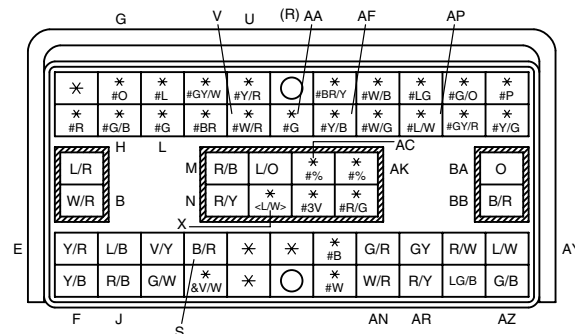 G V U (R) AA AF AP
* * * * * * * * * *
#O #L #GY/W #Y/R #BR/Y #W/B #LG #G/O #P
* * * * * * * * * * *
#R #G/B #G #BR #W/R #G #Y/B #W/G #L/W #GY/R #Y/G
H L AC
L/R M R/B L/O * * AK BA O
#% #%
W/R B N R/Y * * * BB B/R
<L/W> #3V #R/G
X
E Y/R L/B V/Y B/R * * * G/R GY R/W L/W AY
#B
Y/B R/B G/W * * * W/R R/Y LG/B G/B
&V/W #W
F J S AN AR AZ